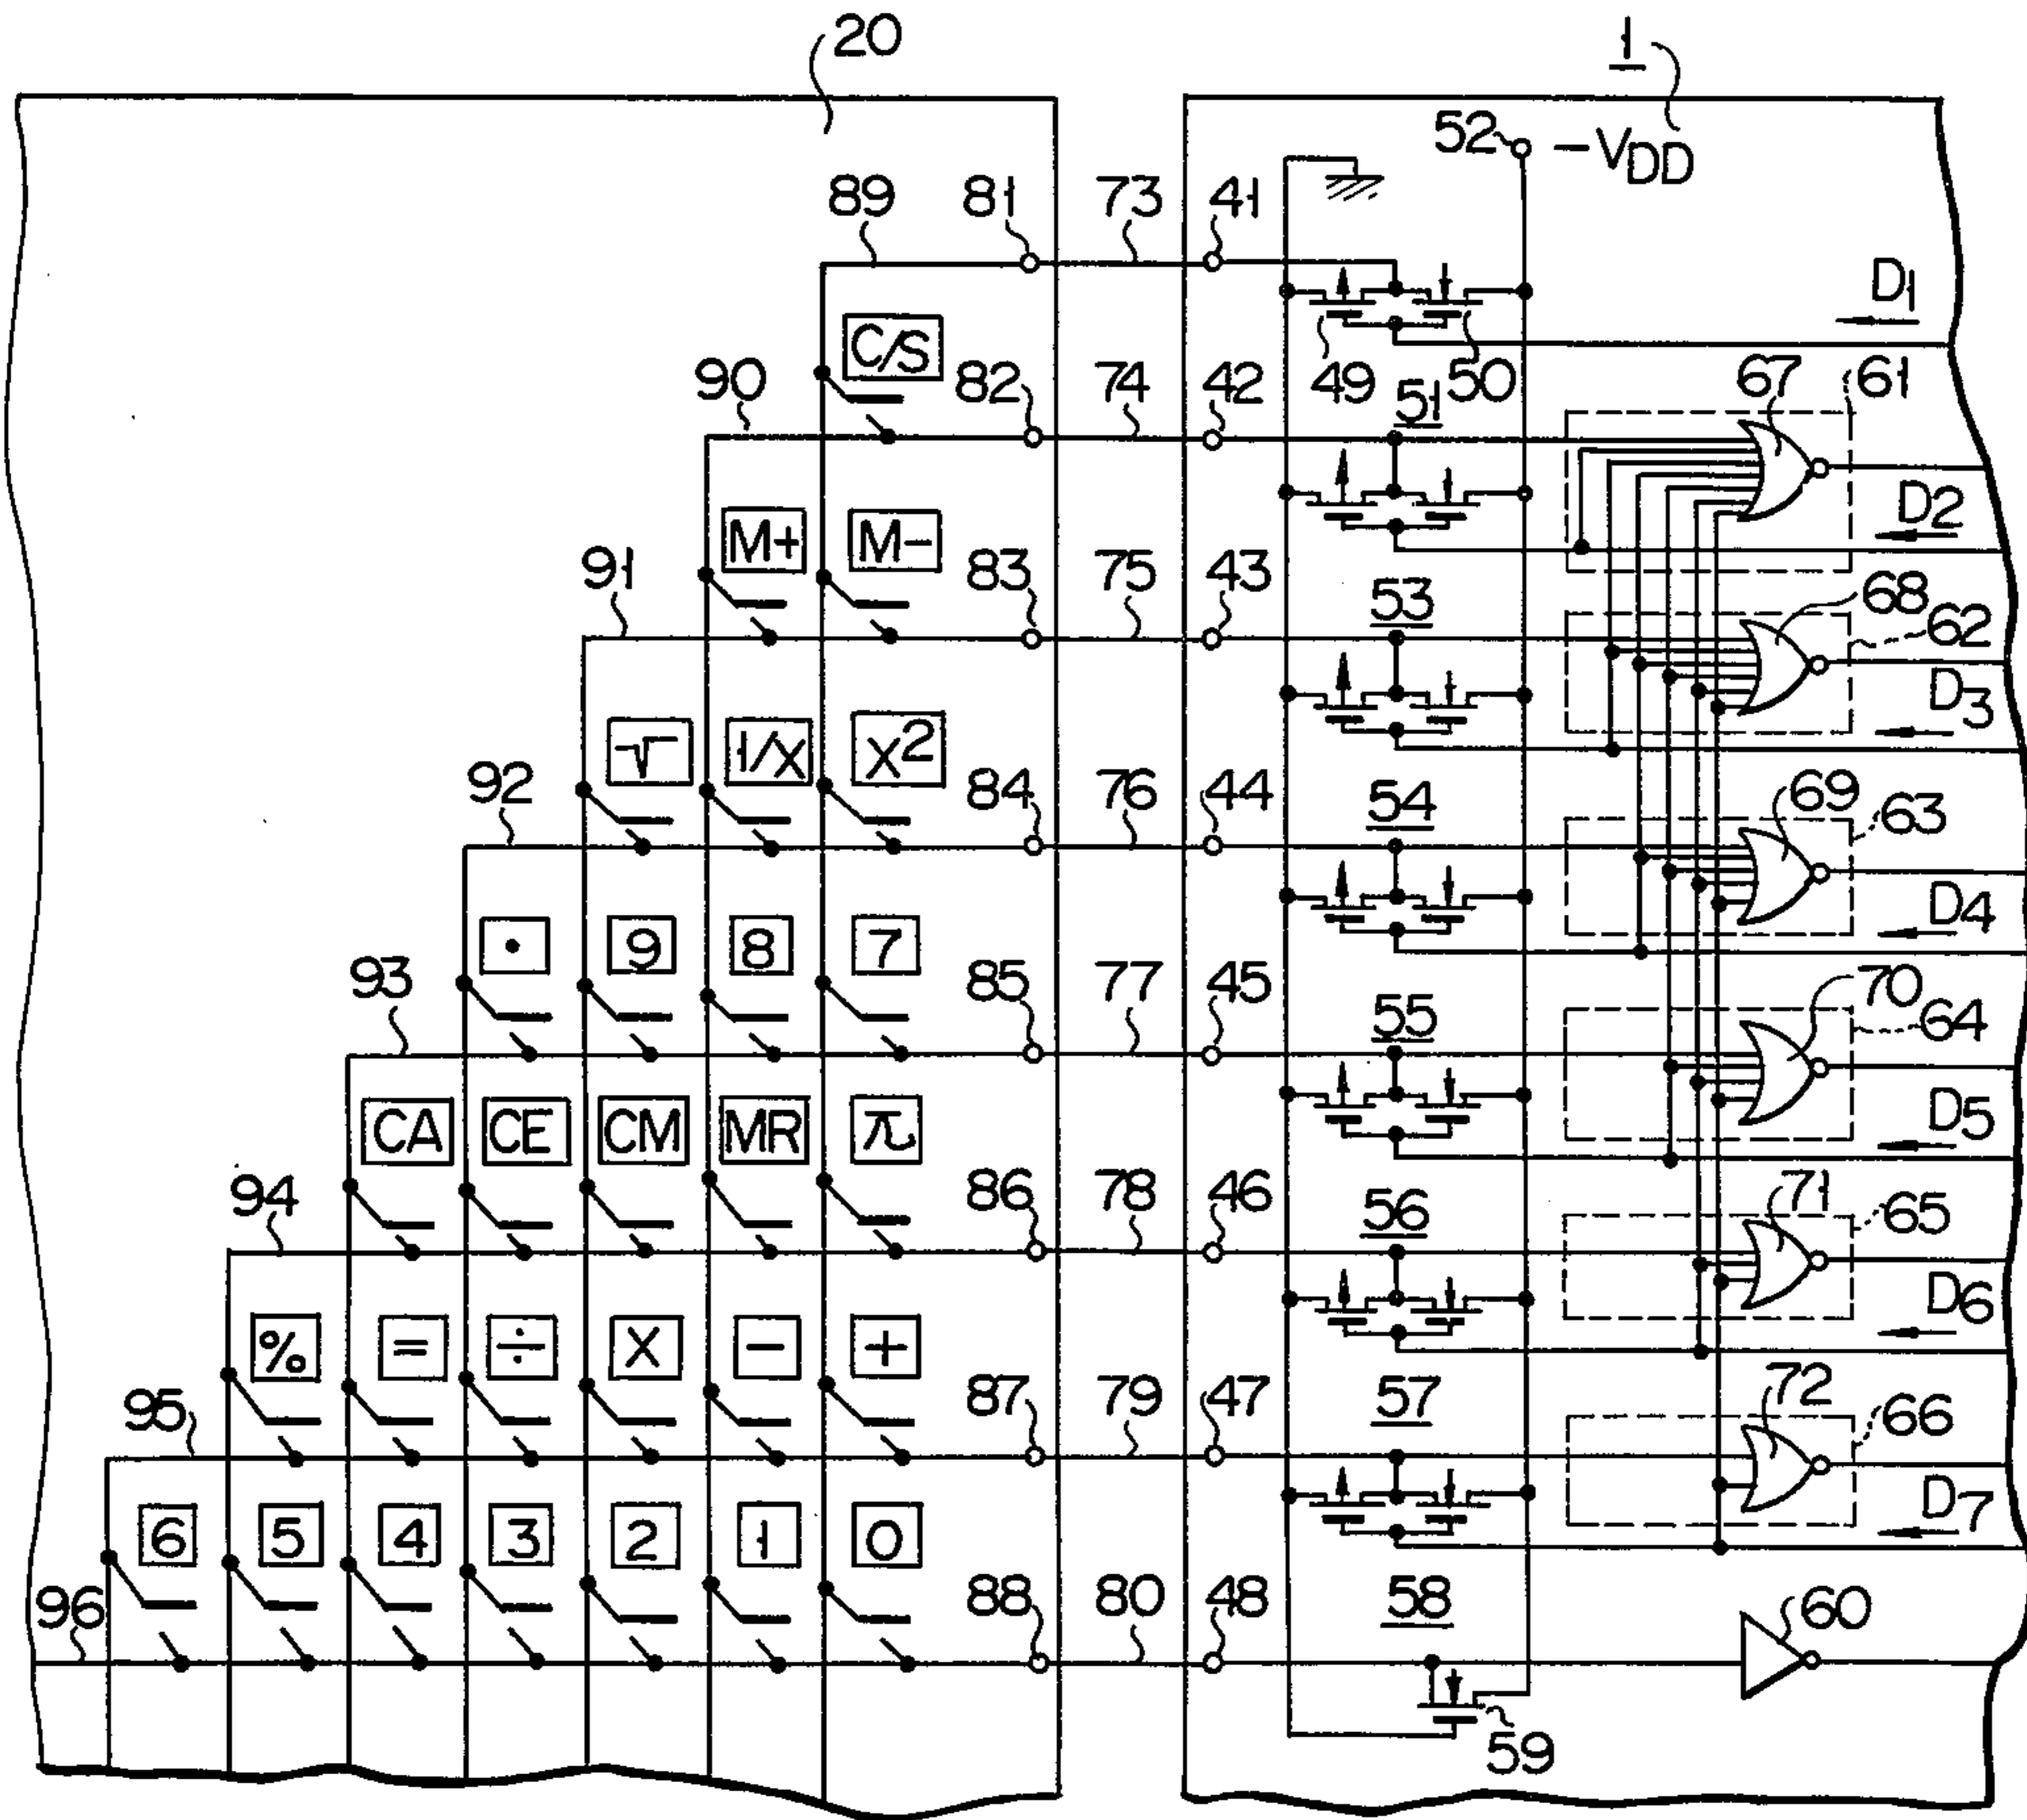 20 1
52 -VDD
89 81 73 41
D1
C/S
90 82 74 42 49 51 50 67 61
D2
M+ M-
91 83 75 43 53 68 62
D3
√ 1/X X2
92 84 76 44 54 69 63
D4
• 9 8 7
93 85 77 45 55 70 64
D5
CA CE CM MR π
94 86 78 46 56 71 65
D6
% = ÷ X - +
95 87 79 47 57 72 66
D7
6 5 4 3 2 1 0
96 88 80 48 58 60
59